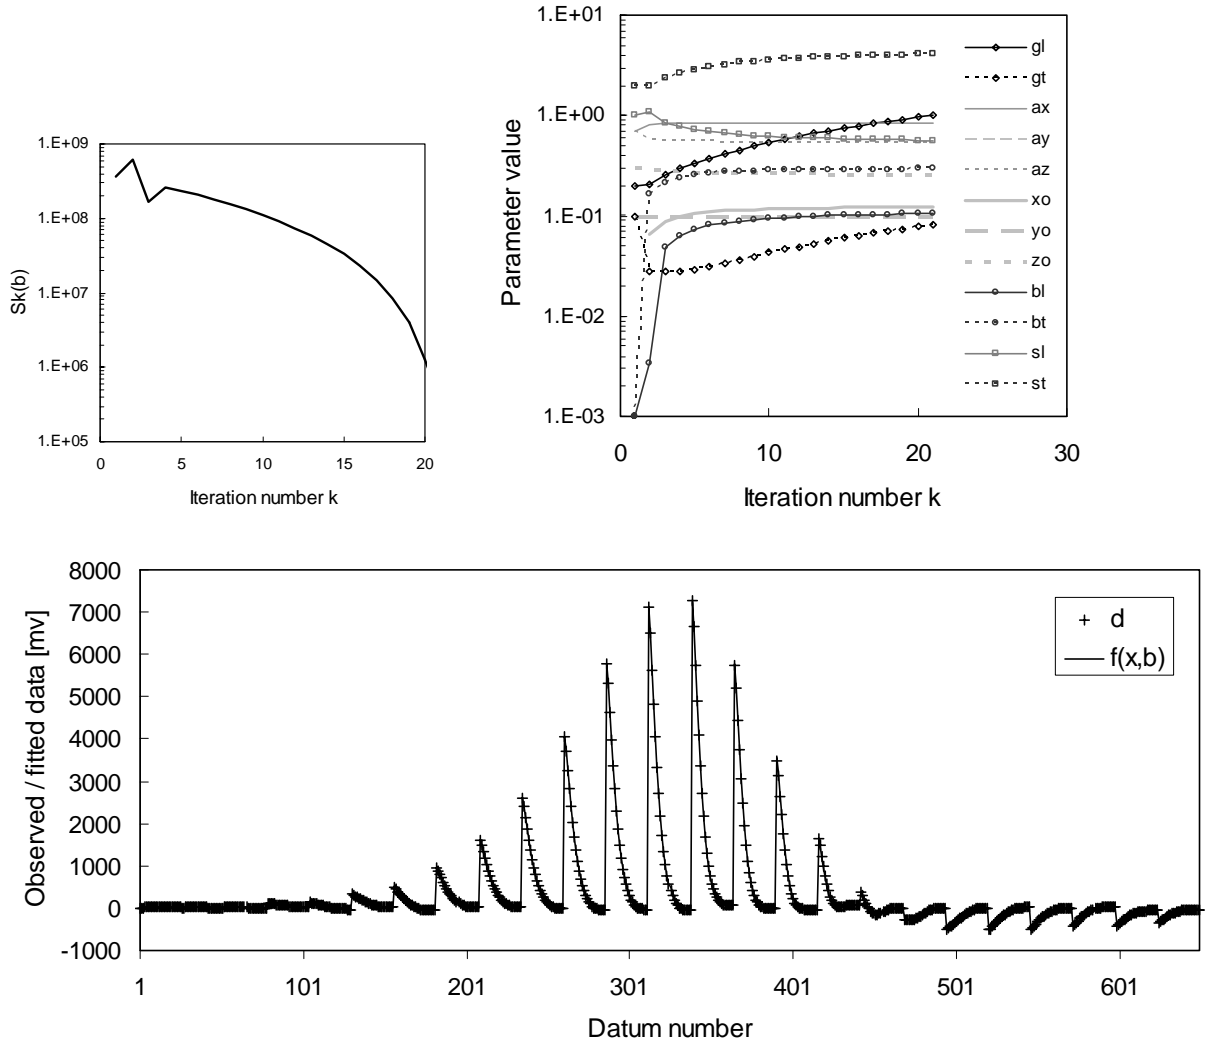 1.E+09
1.E+08
1.E+07
1.E+06
1.E+05
Sk(b)
0 5 10 15 20
Iteration number k
1.E+01
1.E+00
1.E-01
1.E-02
1.E-03
Parameter value
0 10 20 30
Iteration number k
gl
gt
ax
ay
az
xo
yo
zo
bl
bt
sl
st
8000
7000
6000
5000
4000
3000
2000
1000
0
-1000
Observed / fitted data [mv]
1 101 201 301 401 501 601
Datum number
d
f(x,b)